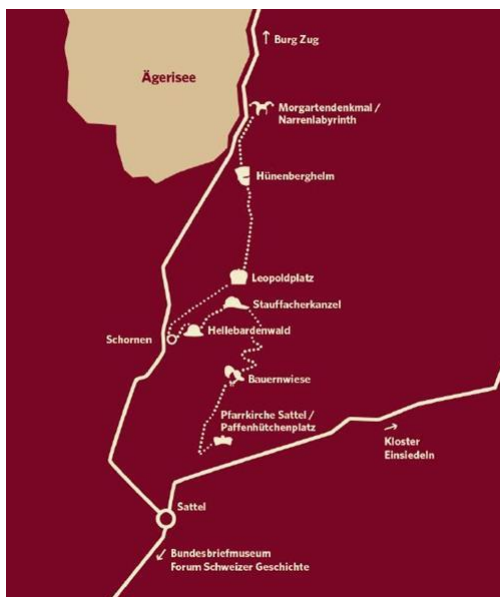 ↑ Burg Zug
Ägerisee
Morgartendenkmal /
Narrenlabyrinth
Hünenberghelm
Leopoldplatz
Stauffacherkanzel
Schornen
Hellebardenwald
Bauernwiese
Pfarrkirche Sattel /
Paffenhütchenplatz
Kloster
Einsiedeln
Sattel
Bundesbriefmuseum
Forum Schweizer Geschichte